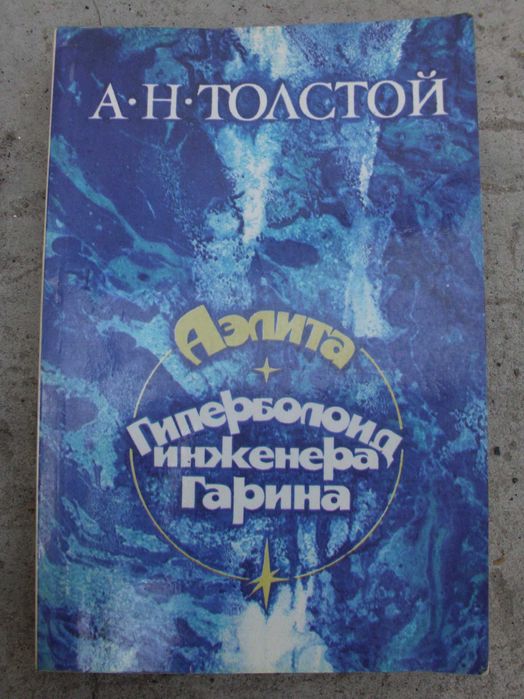 А·Н·ТОЛСТОЙ
Аэлита
Гиперболоид
инженера
Гарина